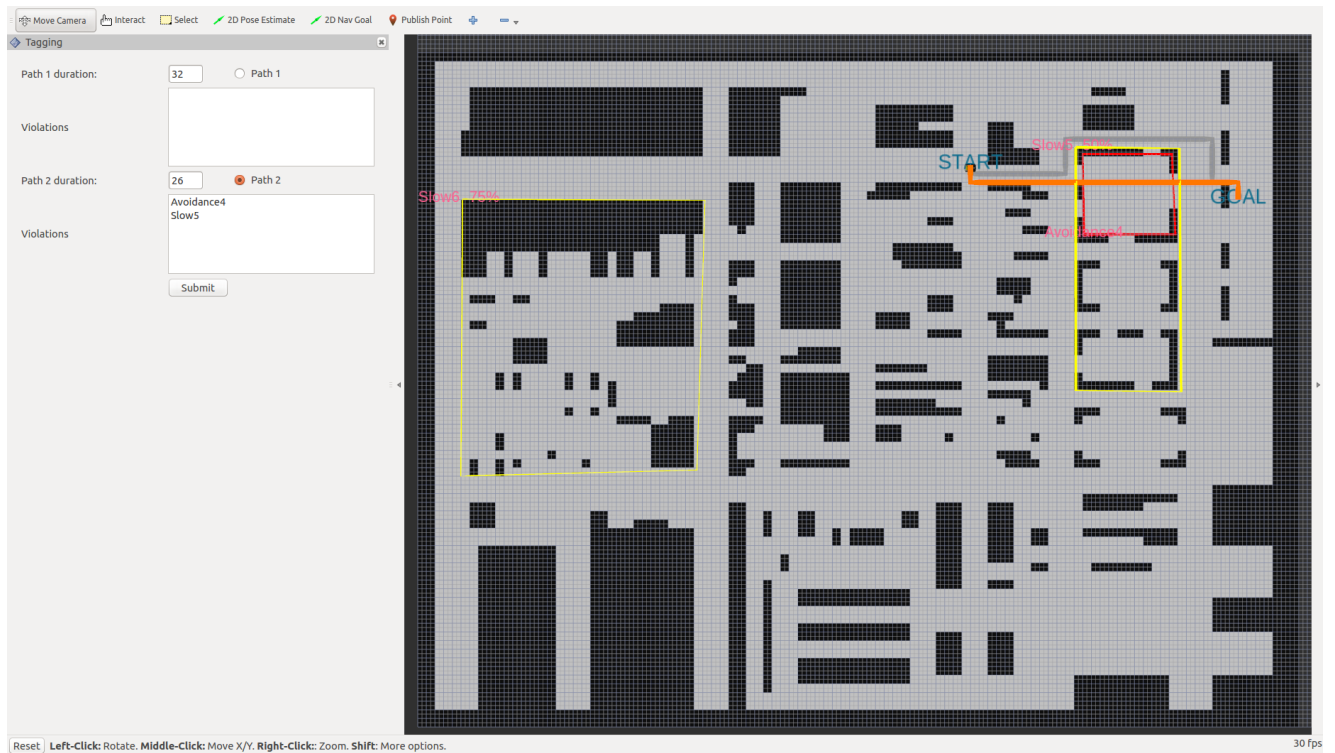 Move Camera Interact Select 2D Pose Estimate 2D Nav Goal Publish Point
Tagging
Path 1 duration: 32 Path 1
Violations
Path 2 duration: 26 Path 2
Violations
Avoidance4
Slow5
Submit
Slow5 50%
START
GOAL
Slow6 75%
Avoidance4
Reset Left-Click: Rotate. Middle-Click: Move X/Y. Right-Click:: Zoom. Shift: More options. 30 fps